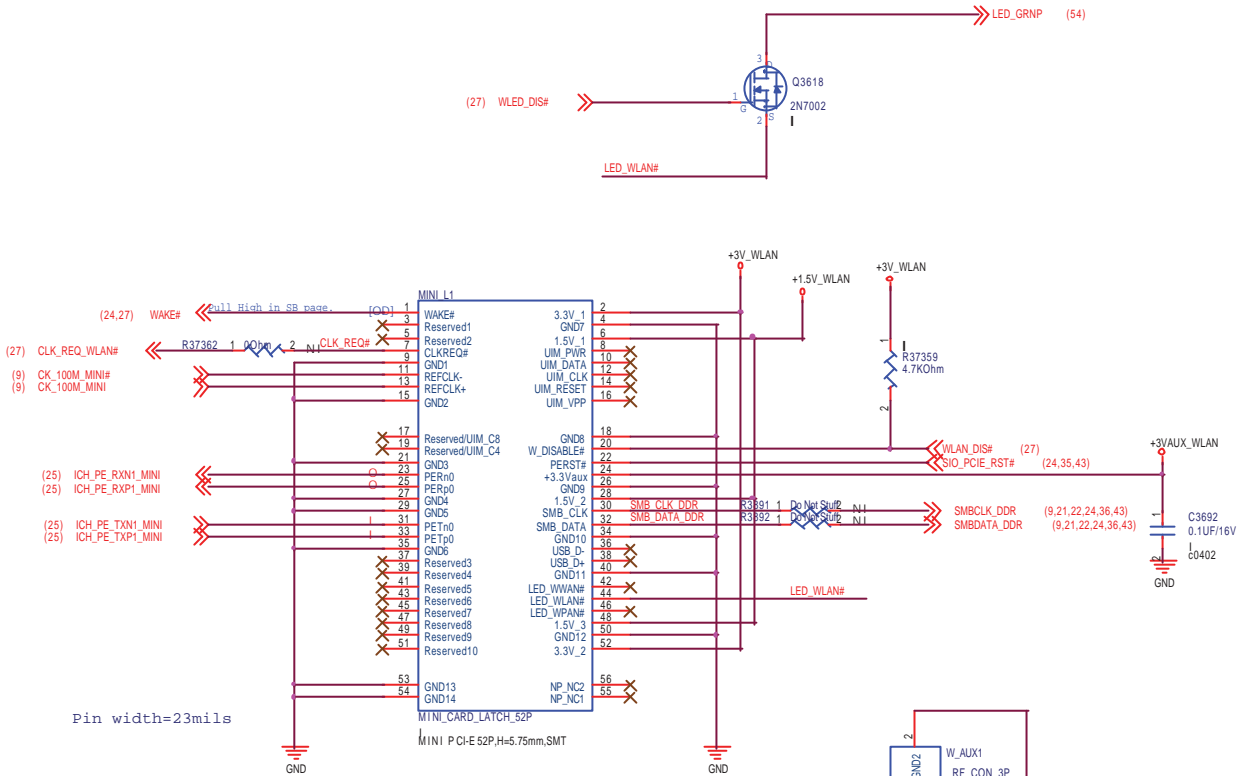 LED_GRNP (54)
3 D
Q3618
(27) WLED_DIS# 1 G
2N7002
2 S
I
LED_WLAN#
+3V_WLAN
+1.5V_WLAN
+3V_WLAN
MINI_L1
(24,27) WAKE# Pull High in SB page. [OD] 1 WAKE# 3.3V_1 2
3 Reserved1 GND7 4
5 Reserved2 1.5V_1 6
(27) CLK_REQ_WLAN# R37362 1 0Ohm 2 NI CLK_REQ# 7 CLKREQ# UIM_PWR 8
9 GND1 UIM_DATA 10
(9) CK_100M_MINI# 11 REFCLK- UIM_CLK 12
(9) CK_100M_MINI 13 REFCLK+ UIM_RESET 14
15 GND2 UIM_VPP 16
1 I
R37359
4.7KOhm
2
17 Reserved/UIM_C8 GND8 18
19 Reserved/UIM_C4 W_DISABLE# 20 WLAN_DIS# (27)
21 GND3 PERST# 22 SIO_PCIE_RST# (24,35,43)
+3VAUX_WLAN
(25) ICH_PE_RXN1_MINI O 23 PERn0 +3.3Vaux 24
(25) ICH_PE_RXP1_MINI O 25 PERp0 GND9 26
27 GND4 1.5V_2 28
29 GND5 SMB_CLK 30 SMB_CLK_DDR R3891 1 Do Not Stuff 2 NI SMBCLK_DDR (9,21,22,24,36,43)
(25) ICH_PE_TXN1_MINI I 31 PETn0 SMB_DATA 32 SMB_DATA_DDR R3892 1 Do Not Stuff 2 NI SMBDATA_DDR (9,21,22,24,36,43)
(25) ICH_PE_TXP1_MINI I 33 PETp0 GND10 34
1 C3692
0.1UF/16V
I
2 c0402
GND
35 GND6 USB_D- 36
37 Reserved3 USB_D+ 38
39 Reserved4 GND11 40
41 Reserved5 LED_WWAN# 42
43 Reserved6 LED_WLAN# 44 LED_WLAN#
45 Reserved7 LED_WPAN# 46
47 Reserved8 1.5V_3 48
49 Reserved9 GND12 50
51 Reserved10 3.3V_2 52
53 GND13 NP_NC2 56
54 GND14 NP_NC1 55
Pin width=23mils
MINI_CARD_LATCH_52P
I
MINI PCI-E 52P,H=5.75mm,SMT
GND
GND
2
GND2
W_AUX1
RF_CON_3P